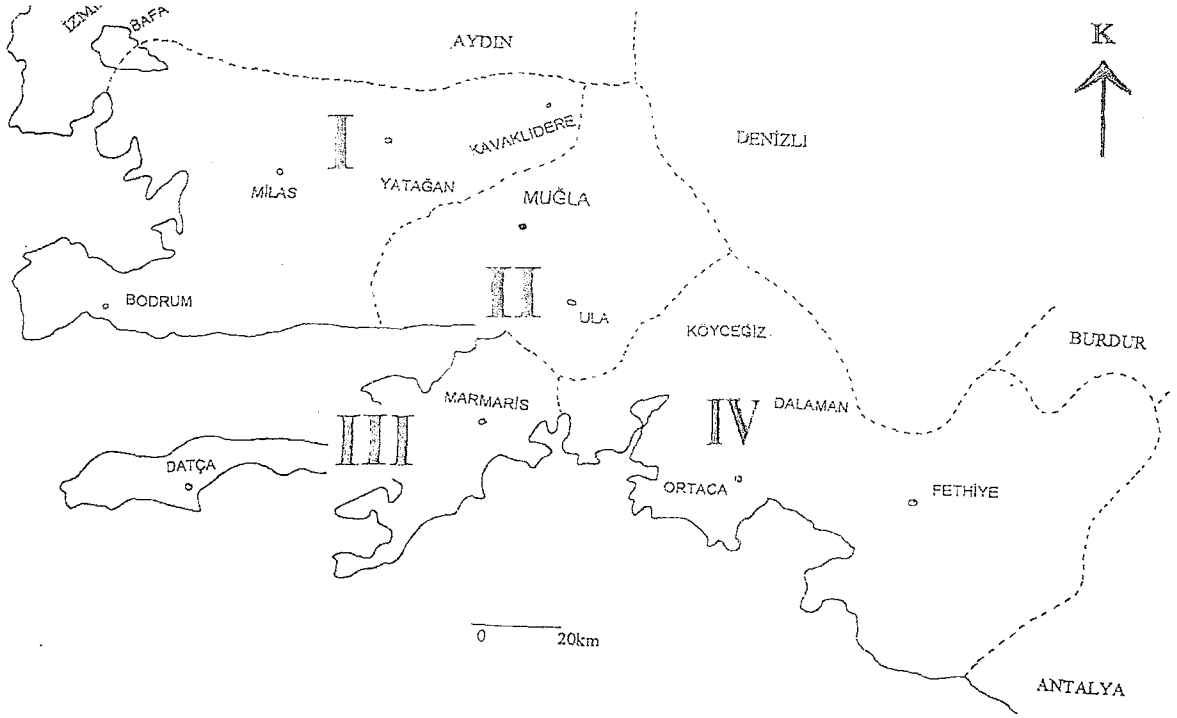 BAFA
AYDIN
K
I
KAVAKLIDERE
DENİZLİ
MİLAS
YATAĞAN
MUĞLA
BODRUM
II
ULA
KÖYCEĞİZ
BURDUR
MARMARİS
DALAMAN
III
IV
DATÇA
ORTACA
FETHİYE
0 20km
ANTALYA